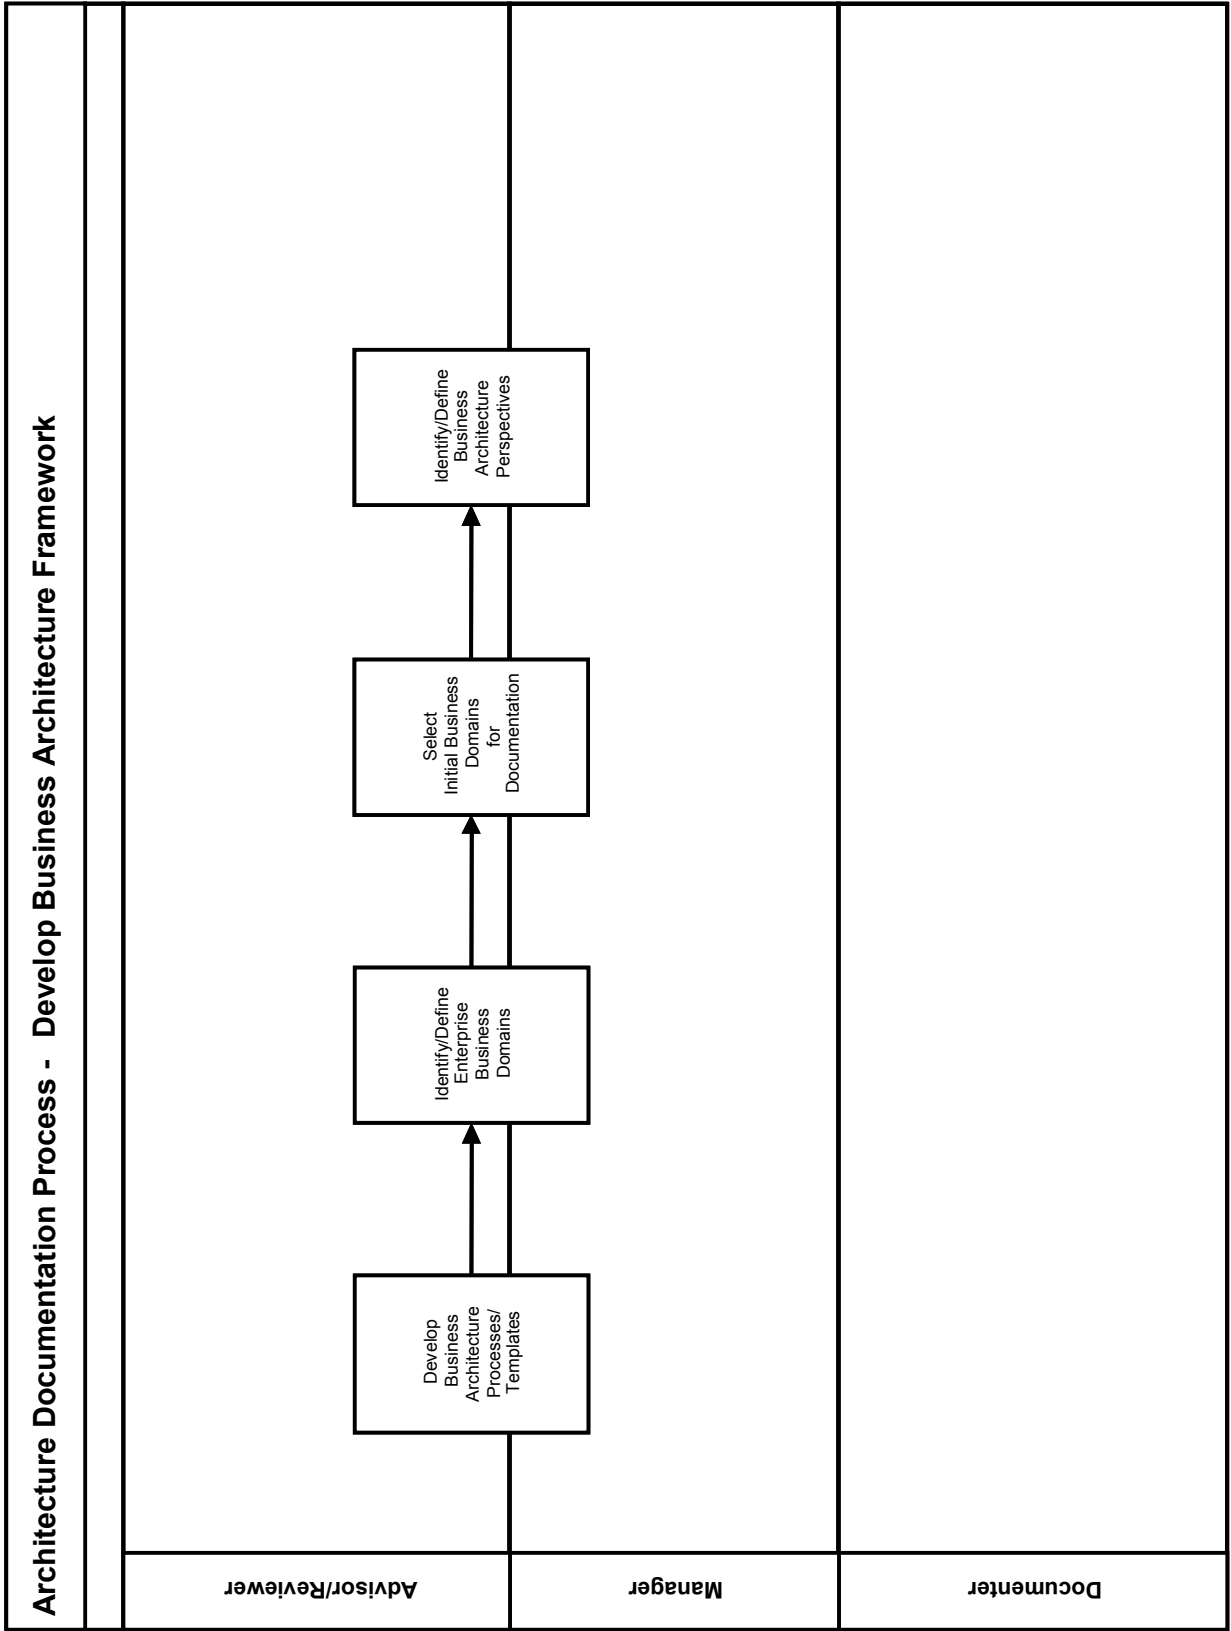 Architecture Documentation Process -  Develop Business Architecture Framework
Advisor/Reviewer
Manager
Documenter
Develop
Business
Architecture
Processes/
Templates
Identify/Define
Enterprise
Business
Domains
Select
Initial Business
Domains
for
Documentation
Identify/Define
Business
Architecture
Perspectives